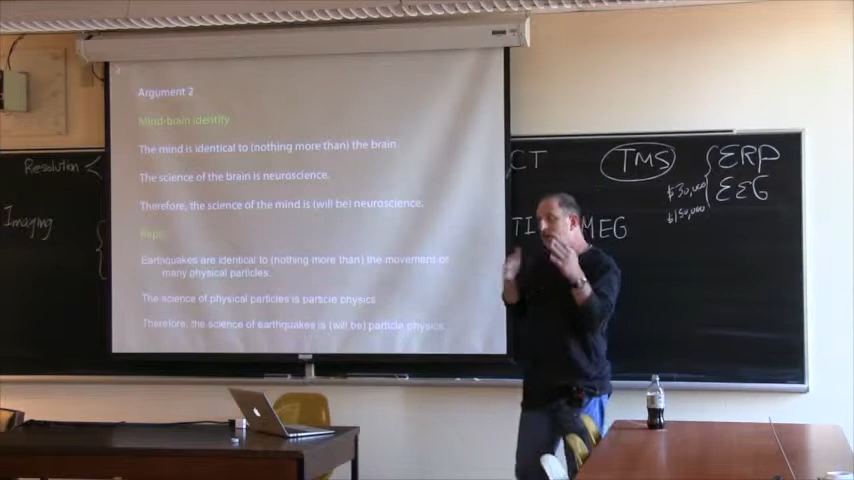 Argument 2
Mind-brain identity
The mind is identical to (nothing more than) the brain.
The science of the brain is neuroscience.
Therefore, the science of the mind is (will be) neuroscience.
Earthquakes are identical to (nothing more than) the movement of
many physical particles.
The science of physical particles is particle physics
Therefore, the science of earthquakes is (will be) particle physics.
Resolution
Imaging
CT
TMS
ERP
$30,000
EEG
$150,000
MEG